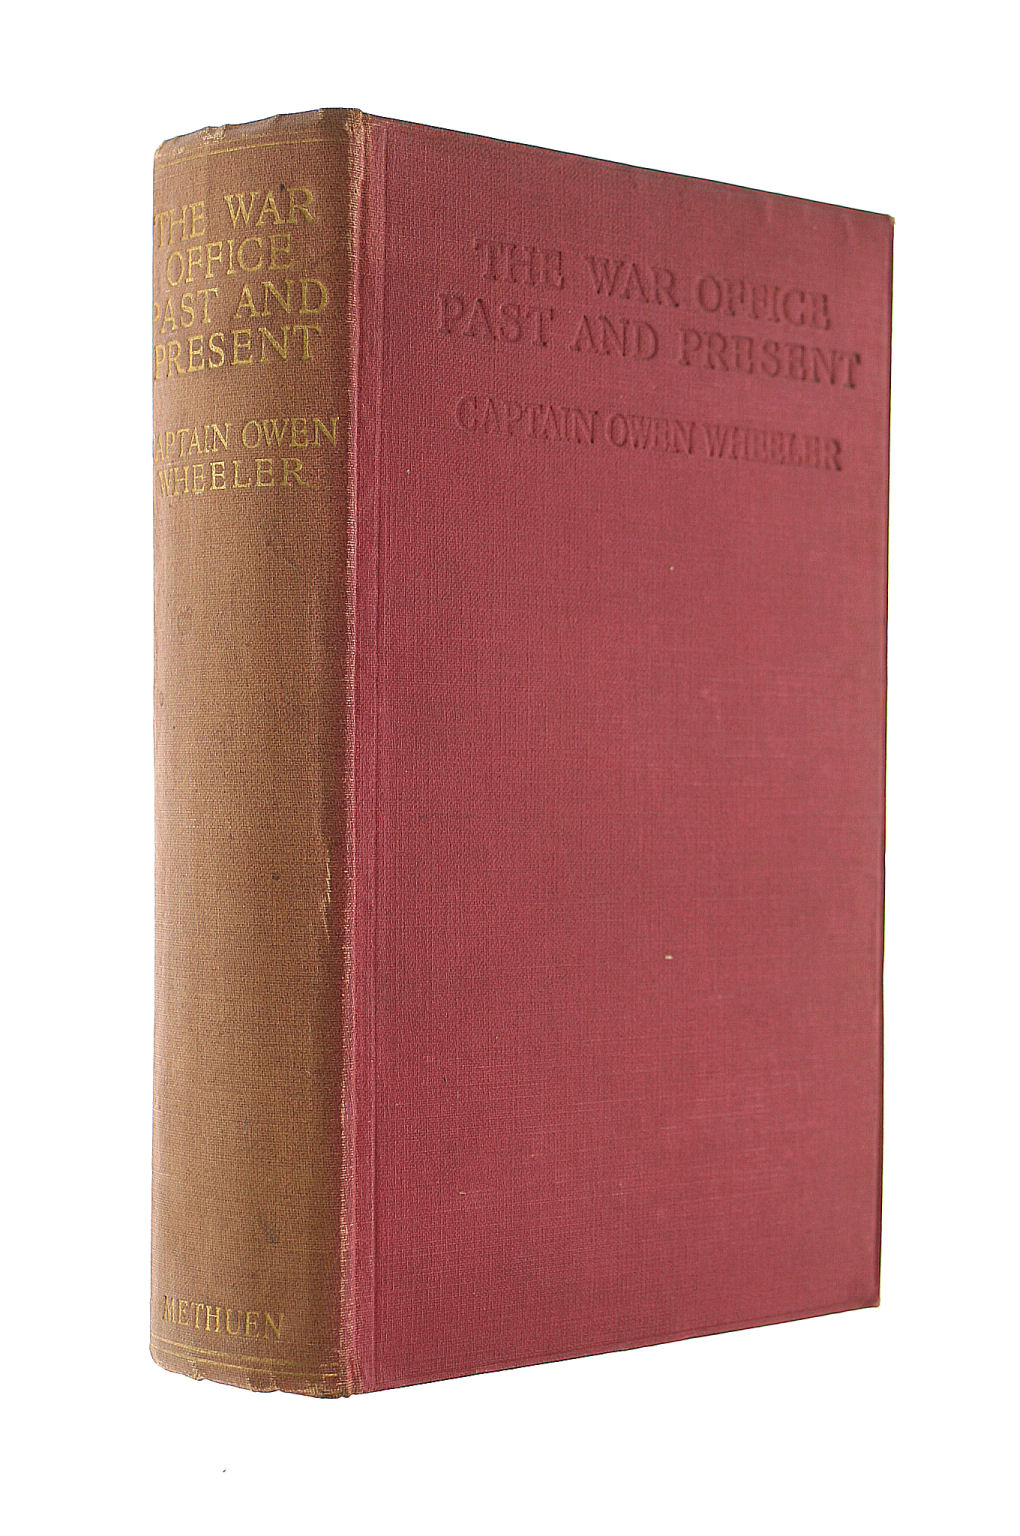 THE WAR
OFFICE
PAST AND
PRESENT
CAPTAIN OWEN
WHEELER
METHUEN
THE WAR OFFICE
PAST AND PRESENT
CAPTAIN OWEN WHEELER